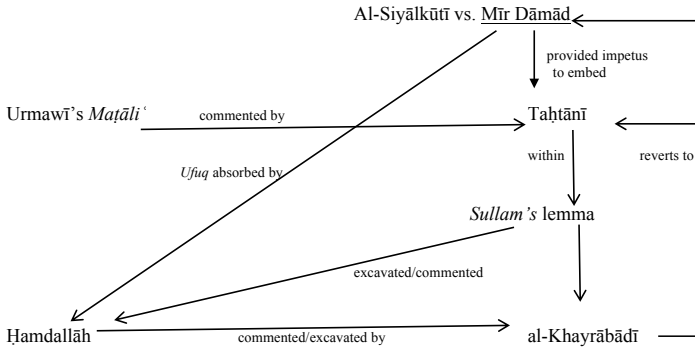 Al-Siyālkūtī vs. Mīr Dāmād
provided impetus
to embed
Urmawī’s Maṭāliʿ
commented by
Taḥtānī
Ufuq absorbed by
within
reverts to
Sullam’s lemma
excavated/commented
Ḥamdallāh
commented/excavated by
al-Khayrābādī